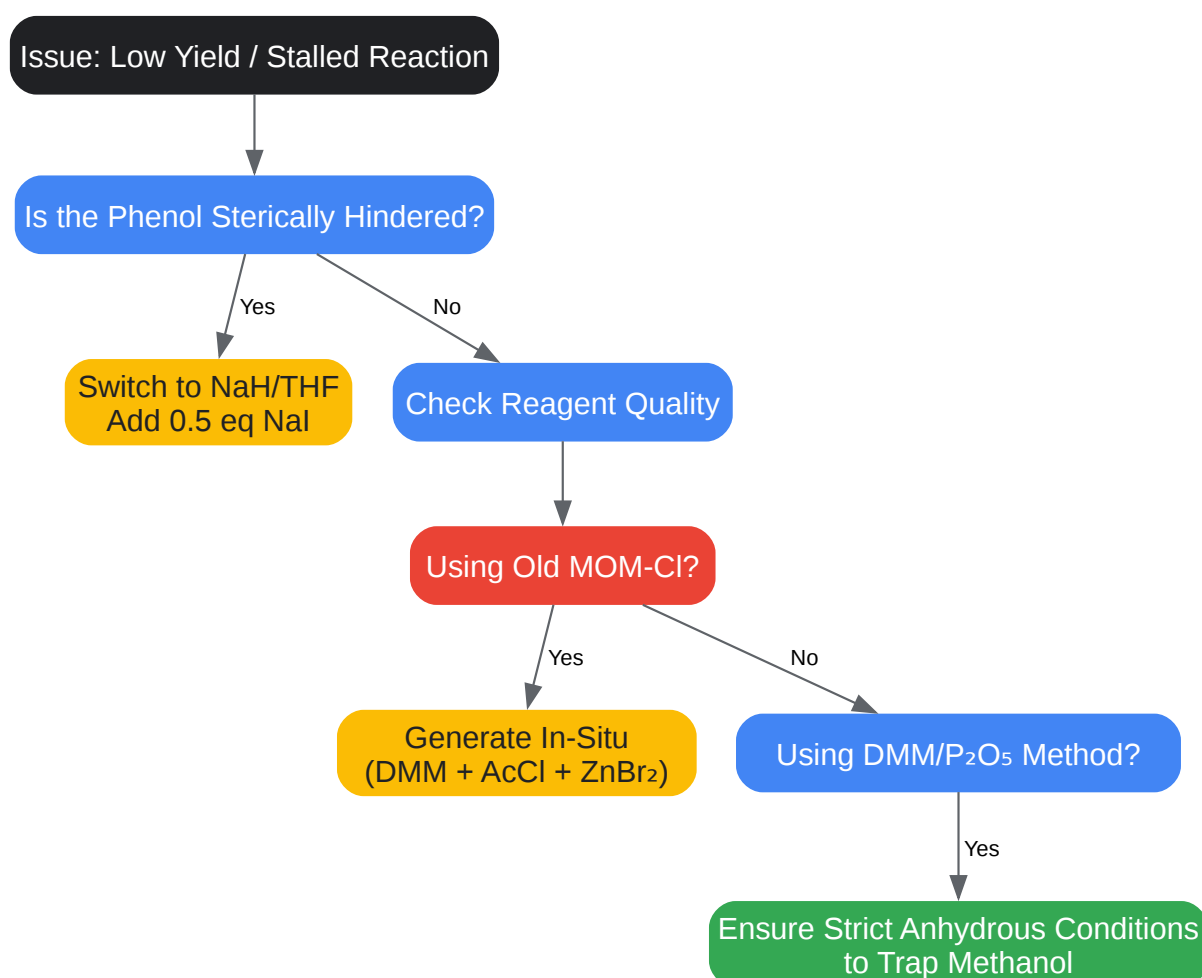 Issue: Low Yield / Stalled Reaction
Is the Phenol Sterically Hindered?
Yes
No
Switch to NaH/THF
Add 0.5 eq NaI
Check Reagent Quality
Using Old MOM-Cl?
Yes
No
Generate In-Situ
(DMM + AcCl + ZnBr₂)
Using DMM/P₂O₅ Method?
Yes
Ensure Strict Anhydrous Conditions
to Trap Methanol